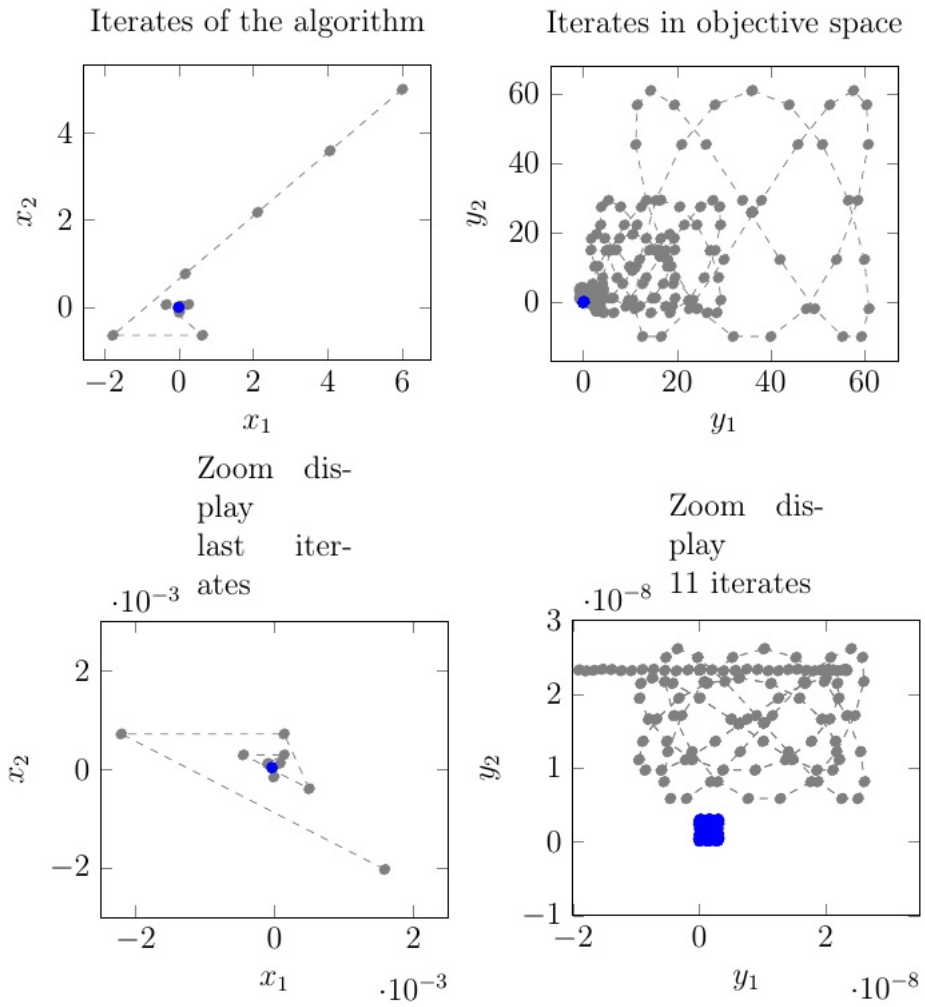 Iterates of the algorithm
4
2
0
−2 0 2 4 6
x₂
x₁
Iterates in objective space
60
40
20
0
0 20 40 60
y₂
y₁
Zoom dis-
play
last iter-
ates
·10⁻³
2
0
−2
−2 0 2
·10⁻³
x₂
x₁
Zoom dis-
play
11 iterates
·10⁻⁸
3
2
1
0
−1
−2 0 2
·10⁻⁸
y₂
y₁